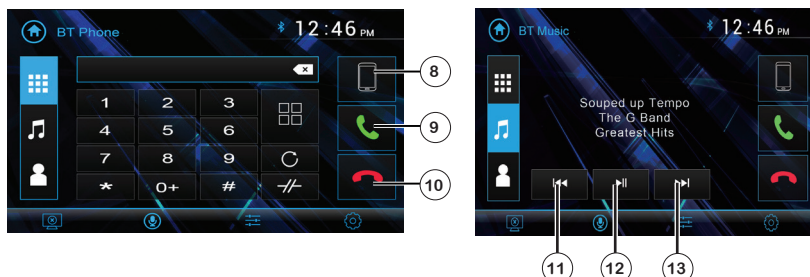 BT Phone
12:46 PM
1 2 3
4 5 6
7 8 9
* 0+ #
8
9
10
BT Music
12:46 PM
Souped up Tempo
The G Band
Greatest Hits
11
12
13